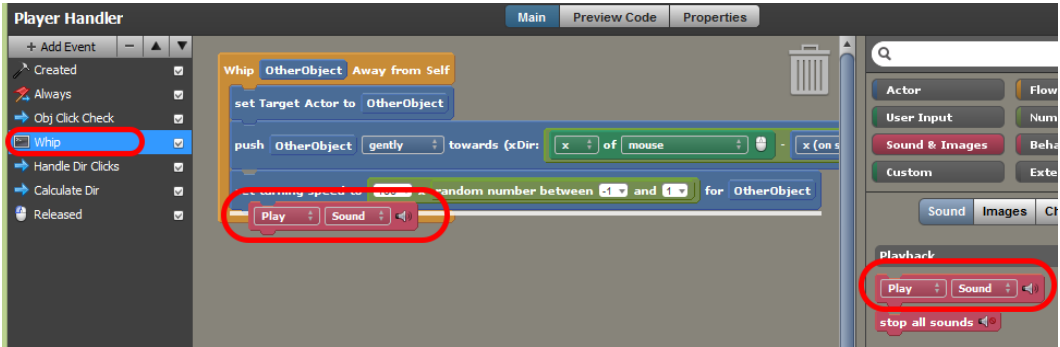 Player Handler
Main Preview Code Properties
+ Add Event
Created
Always
Obj Click Check
Whip
Handle Dir Clicks
Calculate Dir
Released
Whip OtherObject Away from Self
set Target Actor to OtherObject
push OtherObject gently towards (xDir: x of mouse - x (on s
turning speed to x random number between -1 and 1 for OtherObject
Play Sound
Actor Flow
User Input Num
Sound & Images Beha
Custom Exte
Sound Images Ch
Playback
Play Sound
stop all sounds